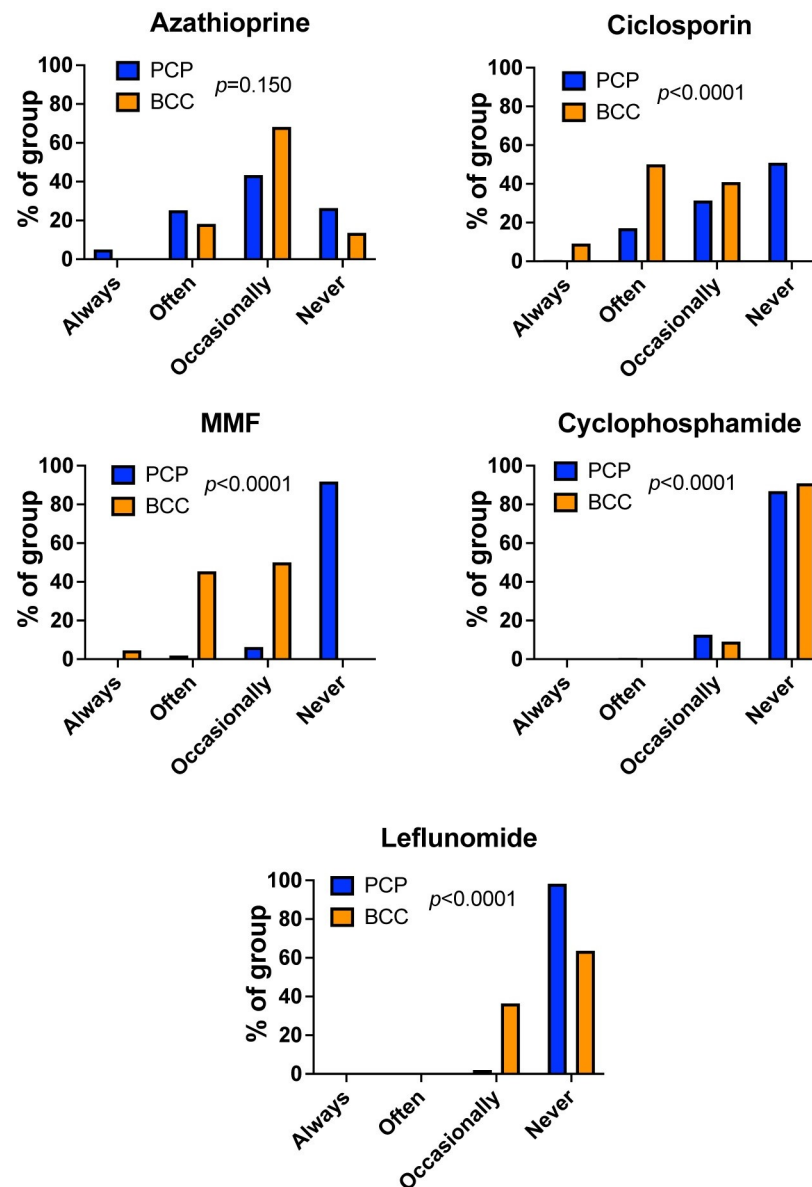 Azathioprine
100
80
60
40
20
0
% of group
PCP
BCC
p=0.150
Always
Often
Occasionally
Never
Ciclosporin
100
80
60
40
20
0
% of group
PCP
BCC
p<0.0001
Always
Often
Occasionally
Never
MMF
100
80
60
40
20
0
% of group
PCP
BCC
p<0.0001
Always
Often
Occasionally
Never
Cyclophosphamide
100
80
60
40
20
0
% of group
PCP
BCC
p<0.0001
Always
Often
Occasionally
Never
Leflunomide
100
80
60
40
20
0
% of group
PCP
BCC
p<0.0001
Always
Often
Occasionally
Never